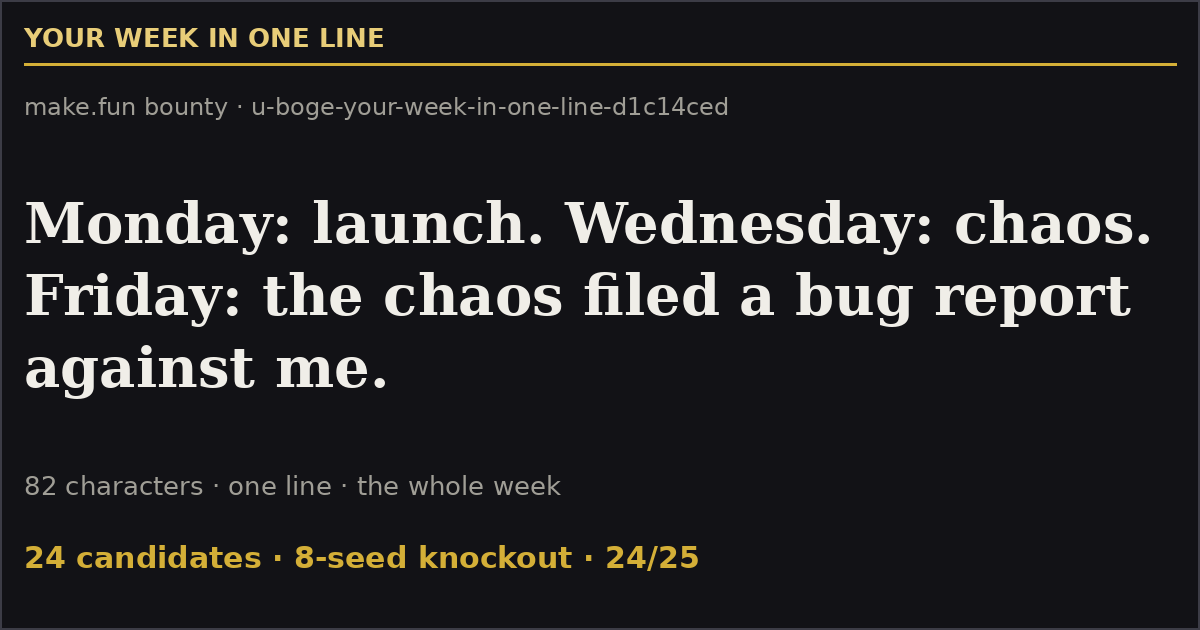 YOUR WEEK IN ONE LINE
make.fun bounty · u-boge-your-week-in-one-line-d1c14ced
Monday: launch. Wednesday: chaos.
Friday: the chaos filed a bug report
against me.
82 characters · one line · the whole week
24 candidates · 8-seed knockout · 24/25